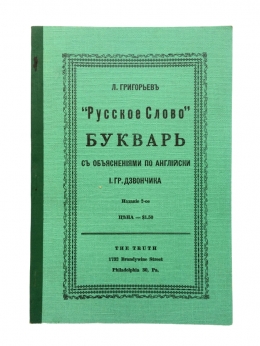 Л. ГРИГОРЬЕВЪ
"Русское Слово"
БУКВАРЬ
СЪ ОБЪЯСНЕНІЯМИ ПО АНГЛІЙСКИ
І. ГР. ДЗВОНЧИКА
Изданіе 2-ое
ЦѢНА — $1.50
THE TRUTH
1732 Brandywine Street
Philadelphia 30, Pa.